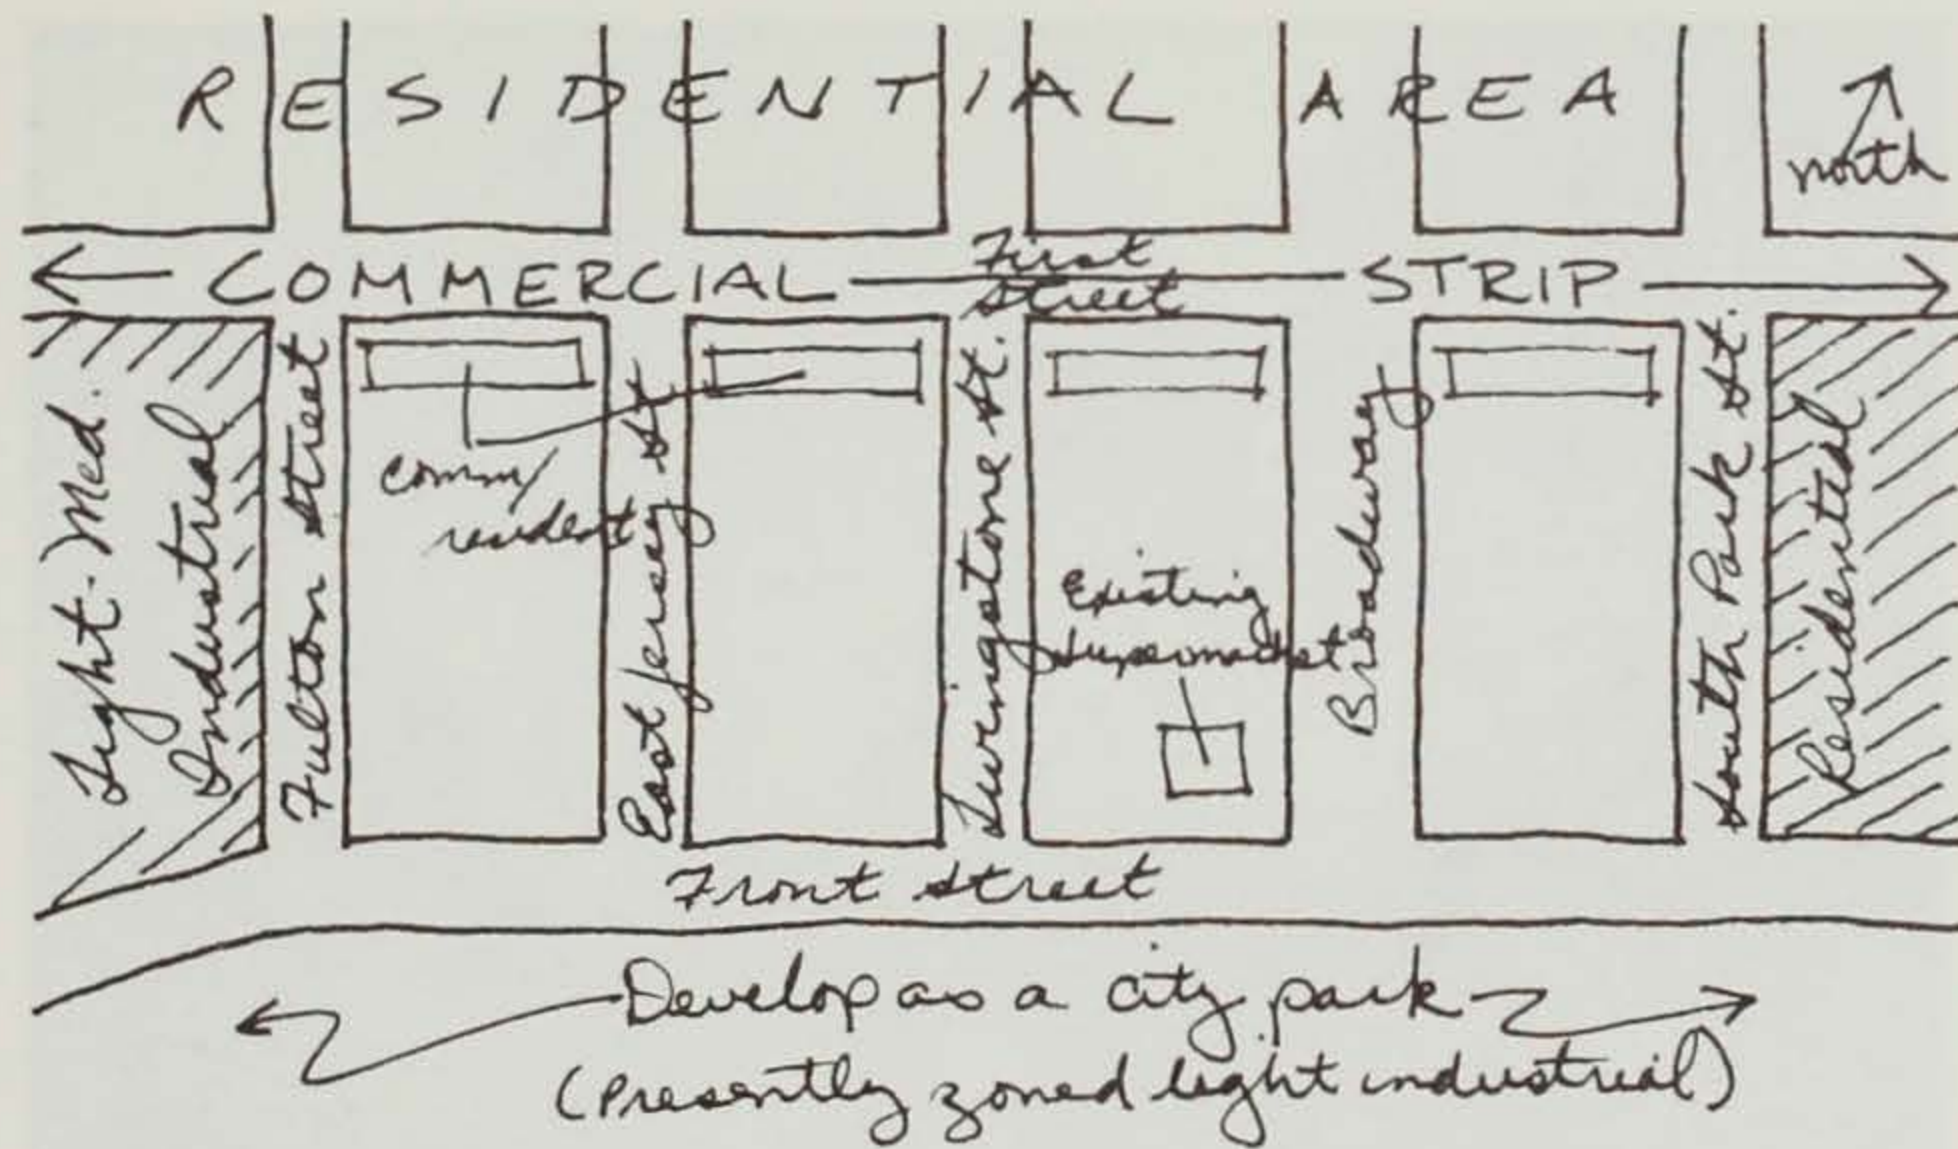 RESIDENTIAL AREA
north
COMMERCIAL
First
Street
STRIP
Light-Med.
Industrial
Fulton Street
comm/
resident
East Jersey St
Livingstone St.
Existing
Supermarket
Broadway
South Park St.
Residential
Front Street
Develop as a city park
(Presently zoned light industrial)